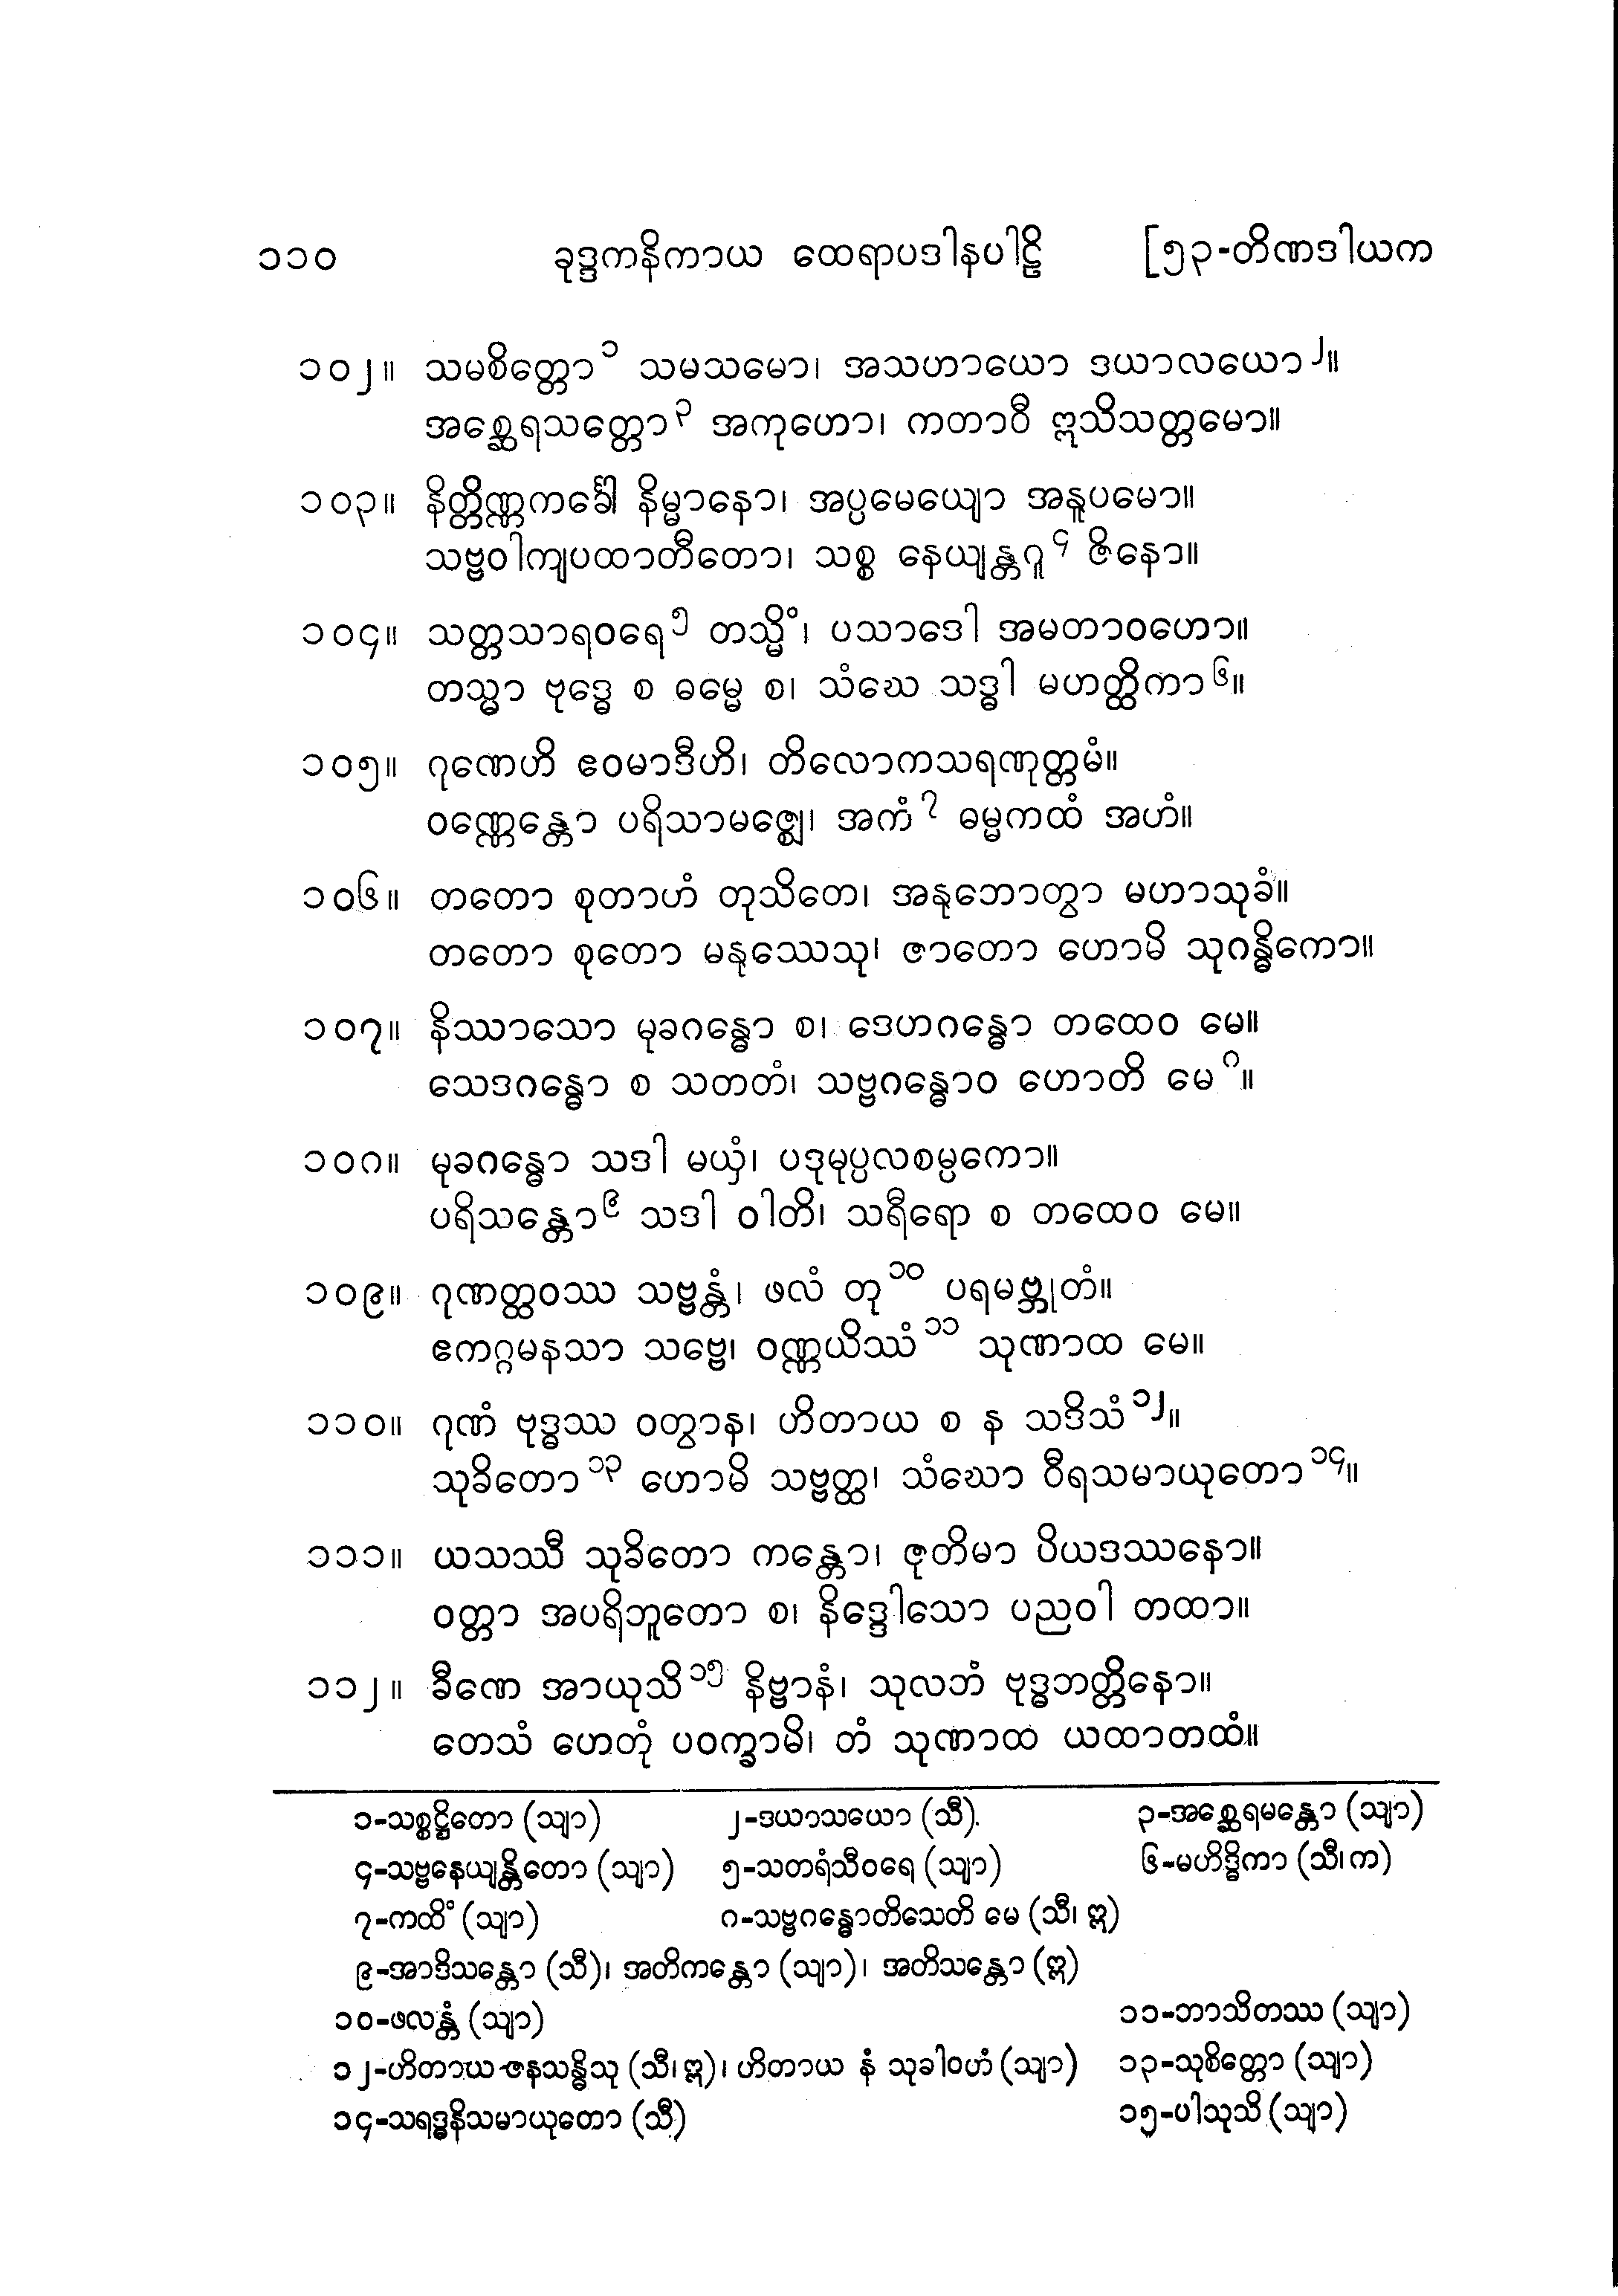 ၁၁၀ ခုဒ္ဒကနိကာယ ထေရာပဒါနပါဠိ [၅၃-တိဏဒါယက
၁၀၂။ သမစိတ္တော၁ သမသမော၊ အသဟာယော ဒယာလယော၂။
အစ္ဆေရသတ္တော၃ အကုဟော၊ ကတာဝီ ဣသိသတ္တမော။
၁၀၃။ နိတ္တိဏ္ဏကင်္ခေါ နိမ္မာနော၊ အပ္ပမေယျော အနူပမော။
သဗ္ဗဝါကျပထာတီတော၊ သစ္စ နေယျန္တဂူ၄ ဇိနော။
၁၀၄။ သတ္တသာရဝရေ၅ တသ္မိံ၊ ပသာဒေါ အမတာဝဟော။
တသ္မာ ဗုဒ္ဓေ စ ဓမ္မေ စ၊ သံဃေ သဒ္ဓါ မဟတ္ထိကာ၆။
၁၀၅။ ဂုဏေဟိ ဧဝမာဒီဟိ၊ တိလောကသရဏုတ္တမံ။
ဝဏ္ဏေန္တော ပရိသာမဇ္ဈေ၊ အကံ၇ ဓမ္မကထံ အဟံ။
၁၀၆။ တတော စုတာဟံ တုသိတေ၊ အနုဘောတွာ မဟာသုခံ။
တတော စုတော မနုဿေသု၊ ဇာတော ဟောမိ သုဂန္ဓိကော။
၁၀၇။ နိဿာသော မုခဂန္ဓော စ၊ ဒေဟဂန္ဓော တထေဝ မေ။
သေဒဂန္ဓော စ သတတံ၊ သဗ္ဗဂန္ဓောဝ ဟောတိ မေ၈။
၁၀၈။ မုခဂန္ဓော သဒါ မယှံ၊ ပဒုမုပ္ပလစမ္ပကော။
ပရိသန္တော၉ သဒါ ဝါတိ၊ သရီရော စ တထေဝ မေ။
၁၀၉။ ဂုဏတ္ထဝဿ သဗ္ဗန္တံ၊ ဖလံ တု၁၀ ပရမဗ္ဘုတံ။
ဧကဂ္ဂမနသာ သဗ္ဗေ၊ ဝဏ္ဏယိဿံ၁၁ သုဏာထ မေ။
၁၁၀။ ဂုဏံ ဗုဒ္ဓဿ ဝတွာန၊ ဟိတာယ စ န သဒိသံ၁၂။
သုခိတော၁၃ ဟောမိ သဗ္ဗတ္ထ၊ သံဃော ဝီရသမာယုတော၁၄။
၁၁၁။ ယသဿီ သုခိတော ကန္တော၊ ဇုတိမာ ပိယဒဿနော။
ဝတ္တာ အပရိဘူတော စ၊ နိဒ္ဒေါသော ပညဝါ တထာ။
၁၁၂။ ခီဏေ အာယုသိ၁၅ နိဗ္ဗာနံ၊ သုလဘံ ဗုဒ္ဓဘတ္တိနော။
တေသံ ဟေတုံ ပဝက္ခာမိ၊ တံ သုဏာထ ယထာတထံ။
၁-သစ္စဋ္ဌိတော (သျာ) ၂-ဒယာသယော (သီ) ၃-အစ္ဆေရမန္တော (သျာ)
၄-သဗ္ဗနေယျန္တိတော (သျာ) ၅-သတရံသီဝရေ (သျာ) ၆-မဟိဒ္ဓိကာ (သီ၊ က)
၇-ကထိံ (သျာ) ၈-သဗ္ဗဂန္ဓောတိသေတိ မေ (သီ၊ ဣ)
၉-အာဒိသန္တော (သီ)၊ အတိကန္တော (သျာ)၊ အတိသန္တော (ဣ)
၁၀-ဖလန္တံ (သျာ) ၁၁-ဘာသိတဿ (သျာ)
၁၂-ဟိတာယ ဇနသန္ဓိသု (သီ၊ ဣ)၊ ဟိတာယ နံ သုခါဝဟံ (သျာ) ၁၃-သုစိတ္တော (သျာ)
၁၄-သရဒ္ဓနိသမာယုတော (သီ) ၁၅-ပါသုသိ (သျာ)